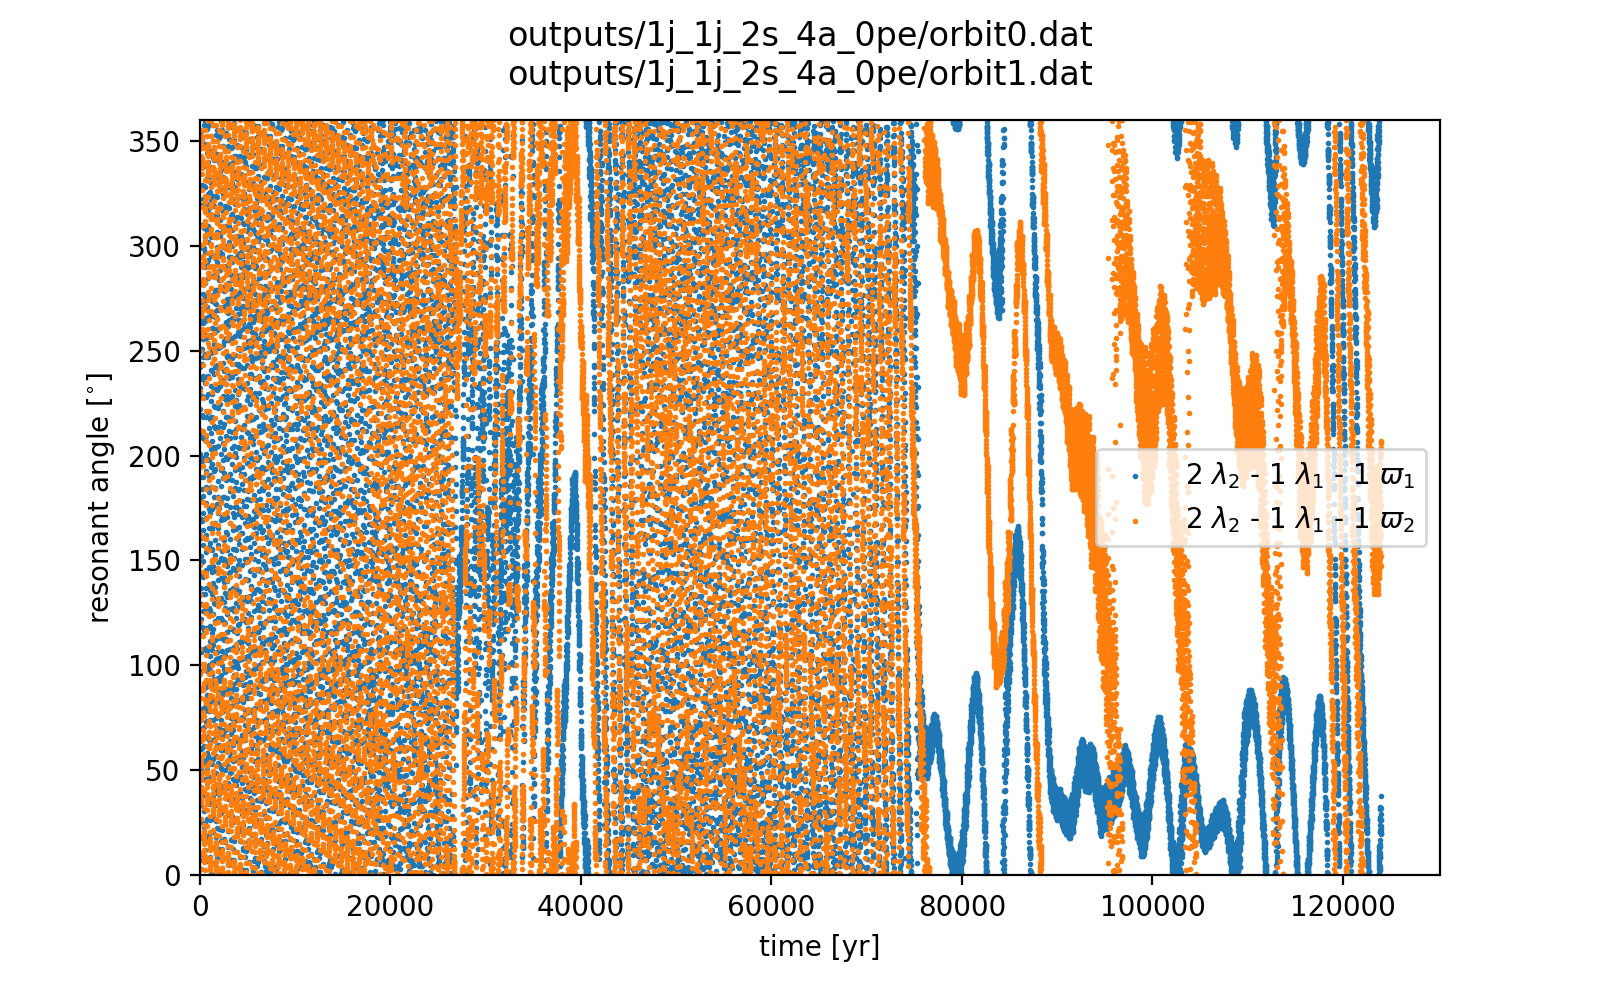 outputs/1j_1j_2s_4a_0pe/orbit0.dat
outputs/1j_1j_2s_4a_0pe/orbit1.dat
350
300
250
200
150
100
50
0
resonant angle [°]
2 λ₂ - 1 λ₁ - 1 ϖ₁
2 λ₂ - 1 λ₁ - 1 ϖ₂
0 20000 40000 60000 80000 100000 120000
time [yr]